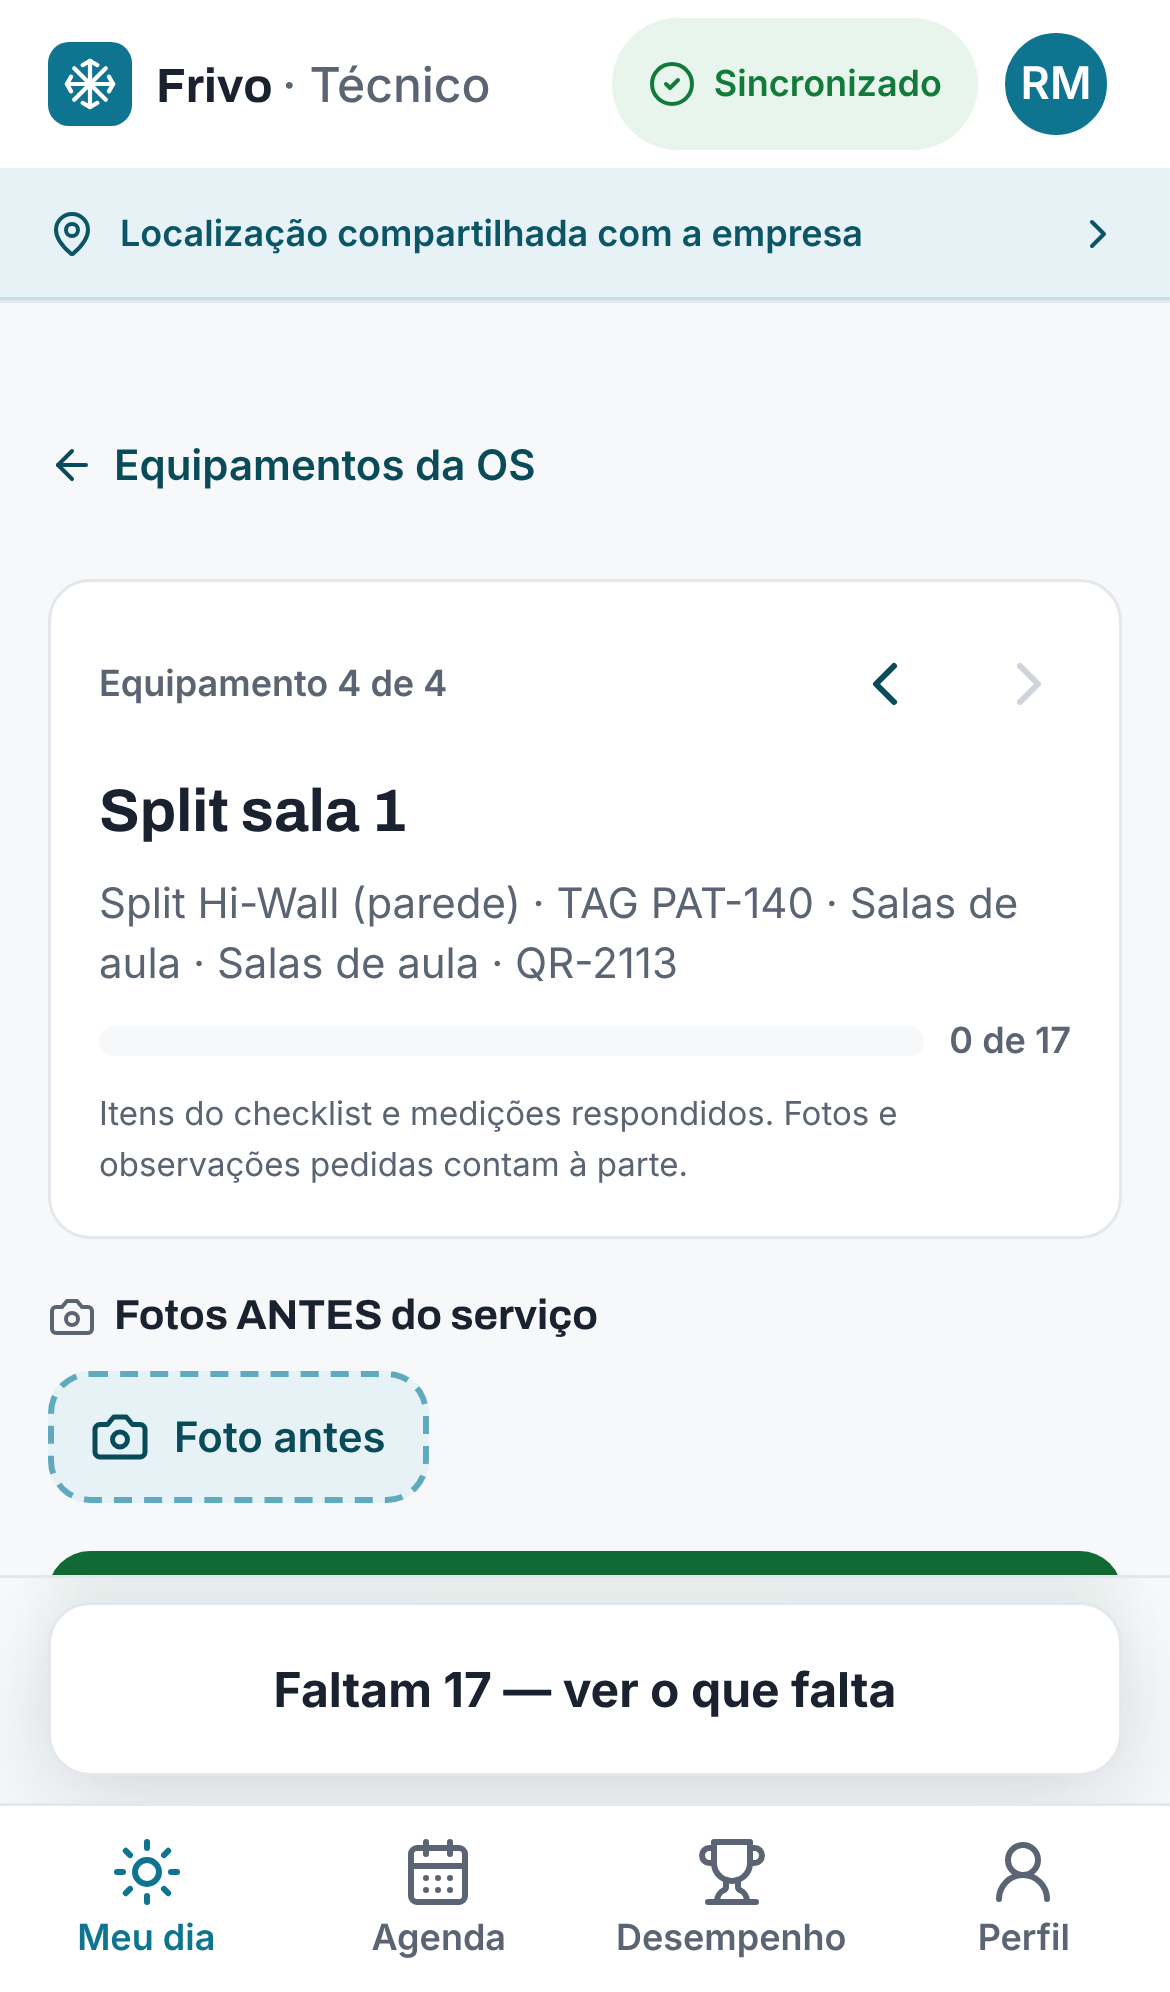 Frivo · Técnico
Sincronizado
RM
Localização compartilhada com a empresa
Equipamentos da OS
Equipamento 4 de 4
Split sala 1
Split Hi-Wall (parede) · TAG PAT-140 · Salas de
aula · Salas de aula · QR-2113
0 de 17
Itens do checklist e medições respondidos. Fotos e
observações pedidas contam à parte.
Fotos ANTES do serviço
Foto antes
Faltam 17 — ver o que falta
Meu dia
Agenda
Desempenho
Perfil